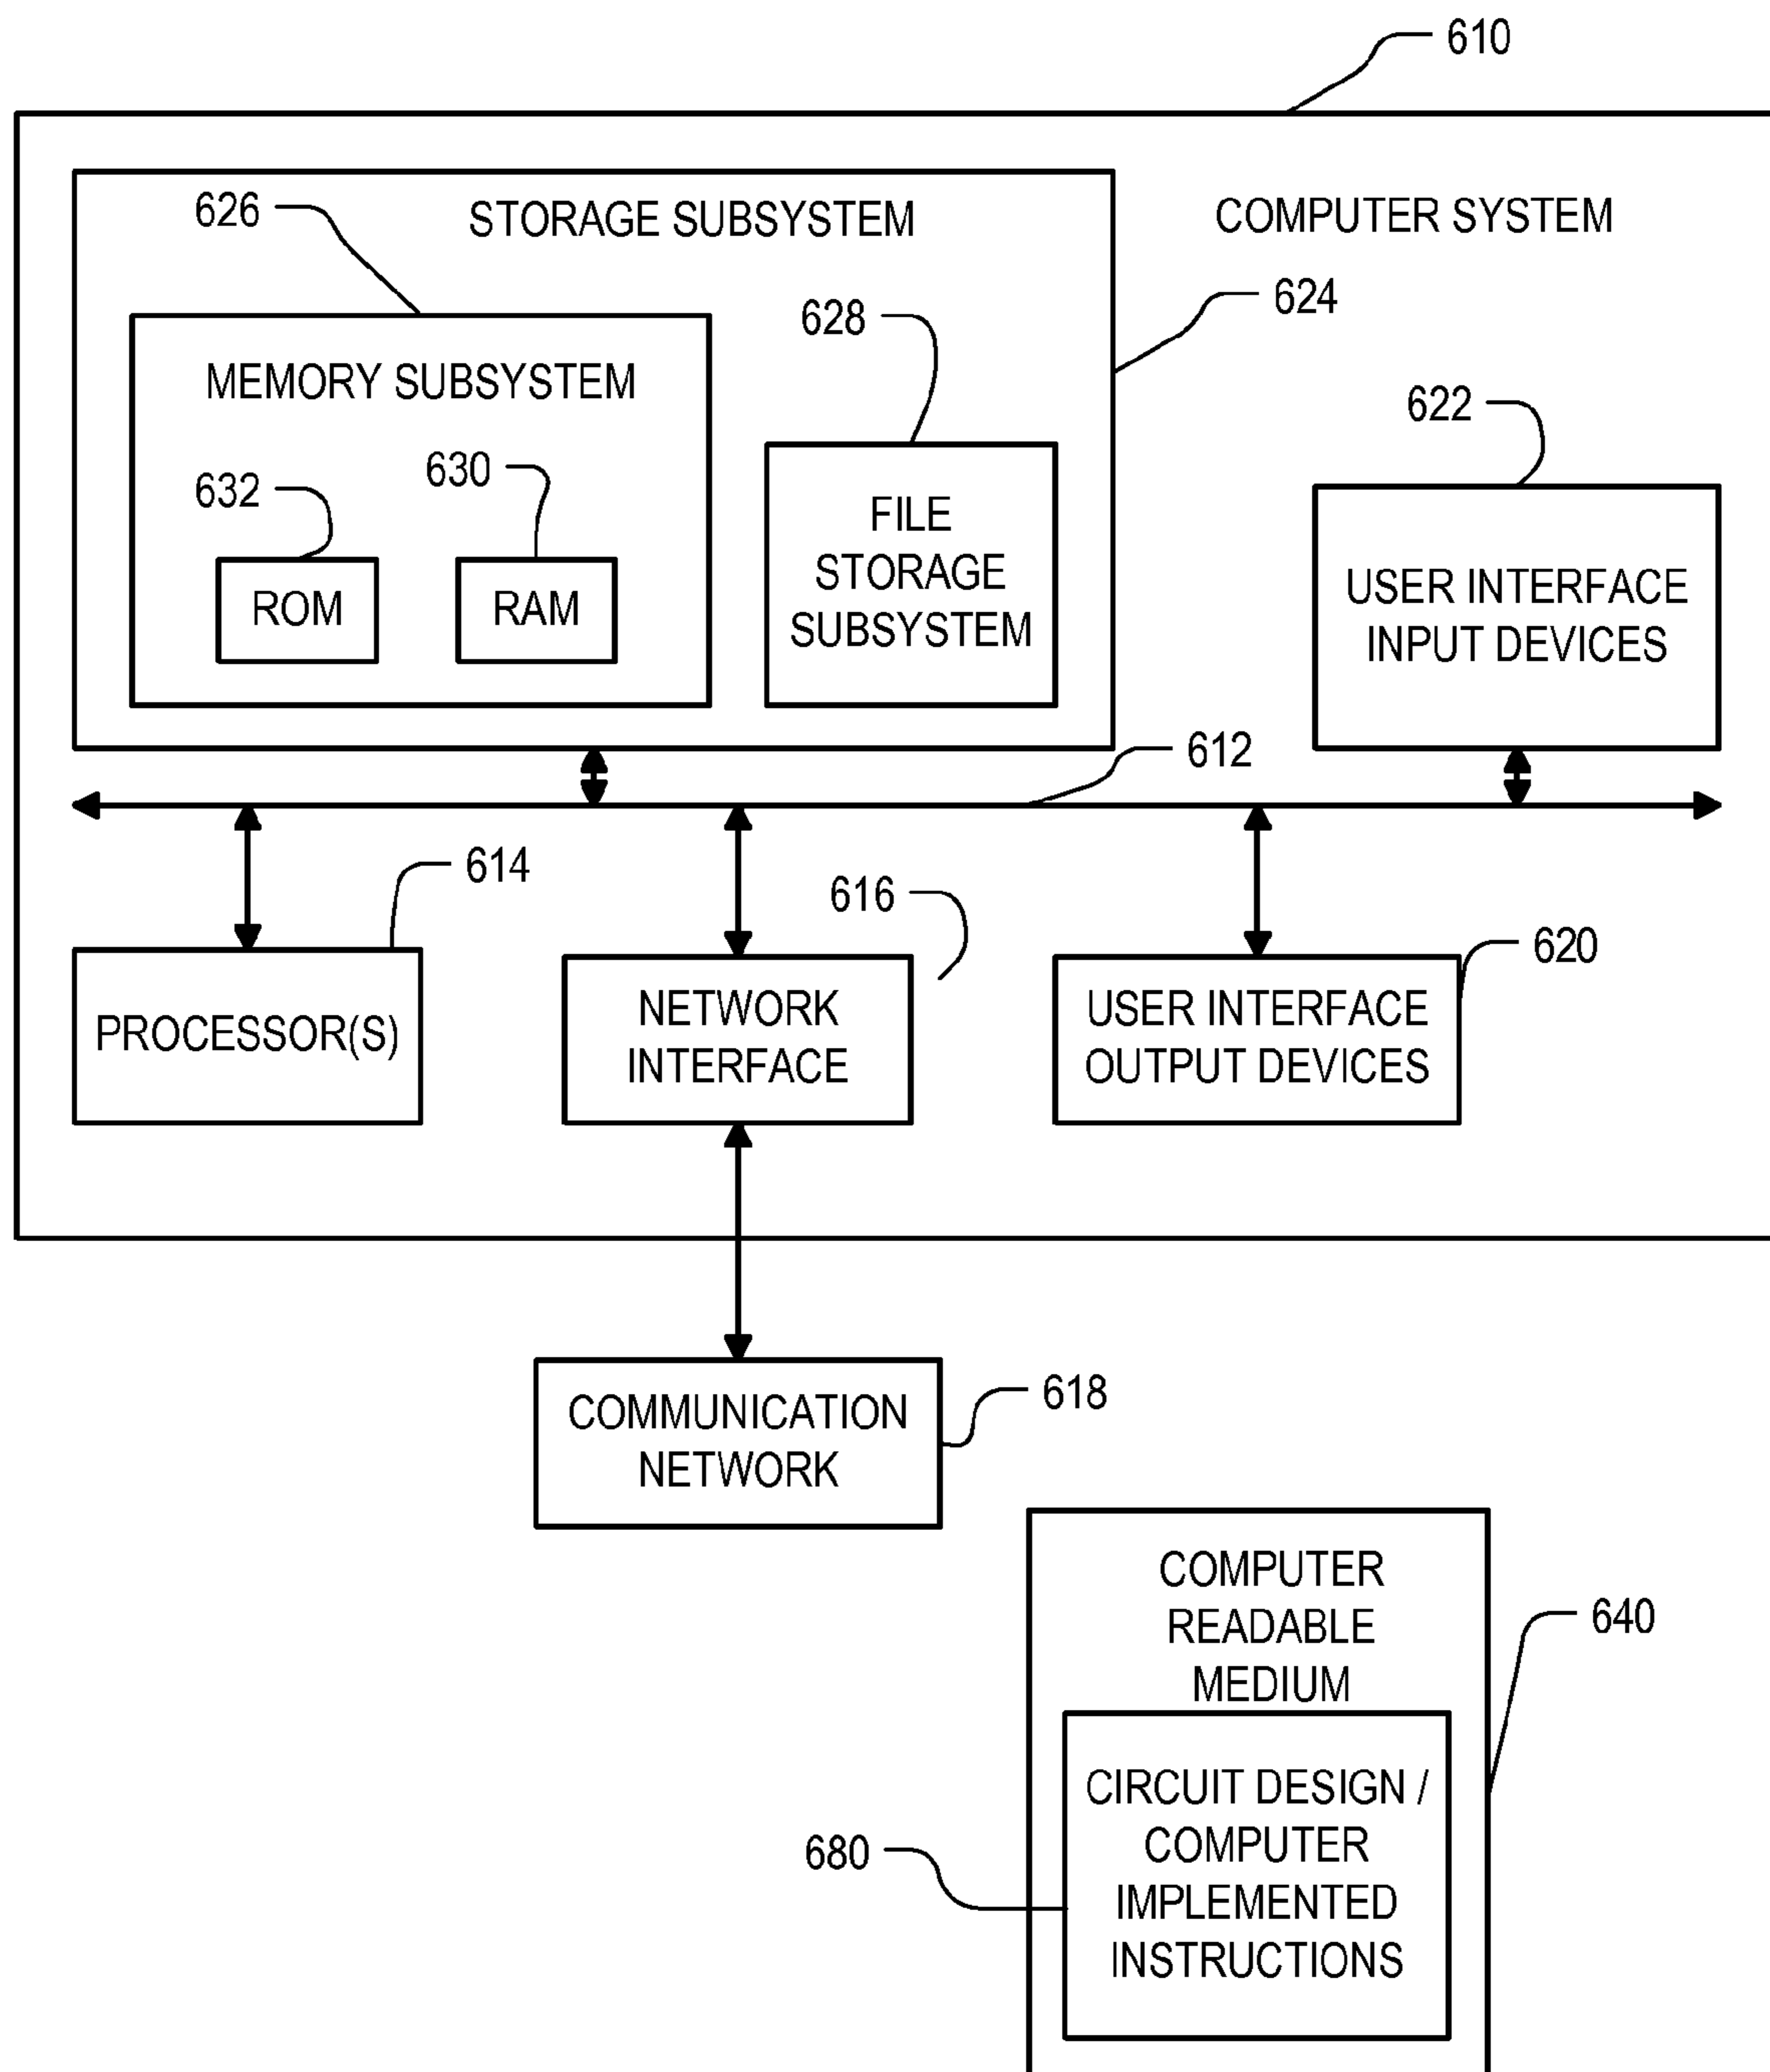 610
626
STORAGE SUBSYSTEM
COMPUTER SYSTEM
624
628
MEMORY SUBSYSTEM
622
632
630
FILE
STORAGE
SUBSYSTEM
ROM
RAM
USER INTERFACE
INPUT DEVICES
612
614
616
620
PROCESSOR(S)
NETWORK
INTERFACE
USER INTERFACE
OUTPUT DEVICES
COMMUNICATION
NETWORK
618
COMPUTER
READABLE
MEDIUM
640
CIRCUIT DESIGN /
COMPUTER
IMPLEMENTED
INSTRUCTIONS
680